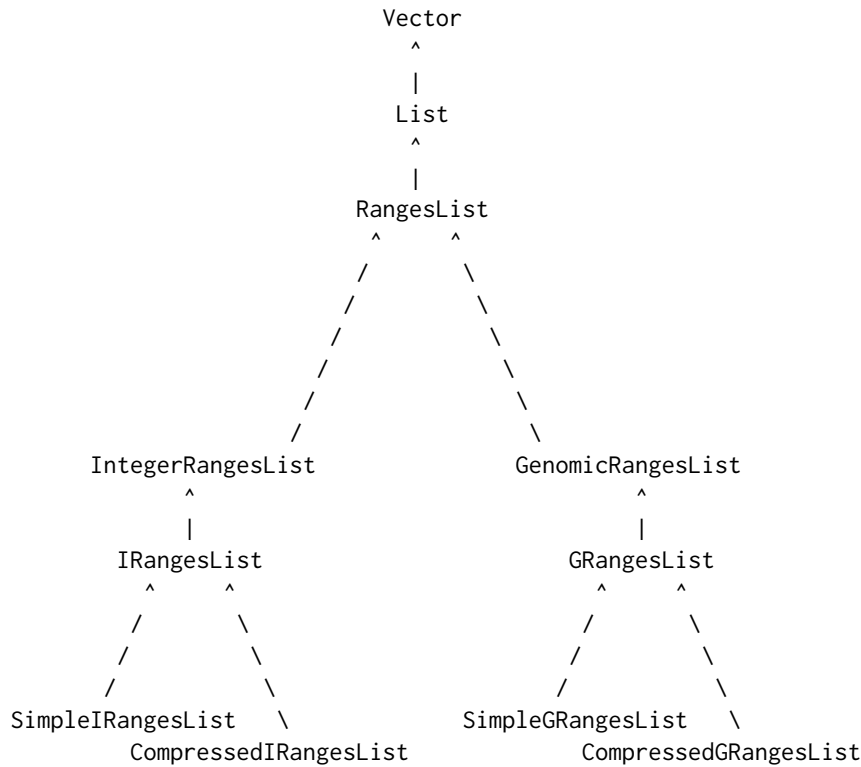 Vector
^
|
List
^
|
RangesList
^ ^
/ \
/ \
/ \
/ \
/ \
/ \
IntegerRangesList GenomicRangesList
^ ^
| |
IRangesList GRangesList
^ ^ ^ ^
/ \ / \
/ \ / \
/ \ / \
SimpleIRangesList \ SimpleGRangesList \
CompressedIRangesList CompressedGRangesList